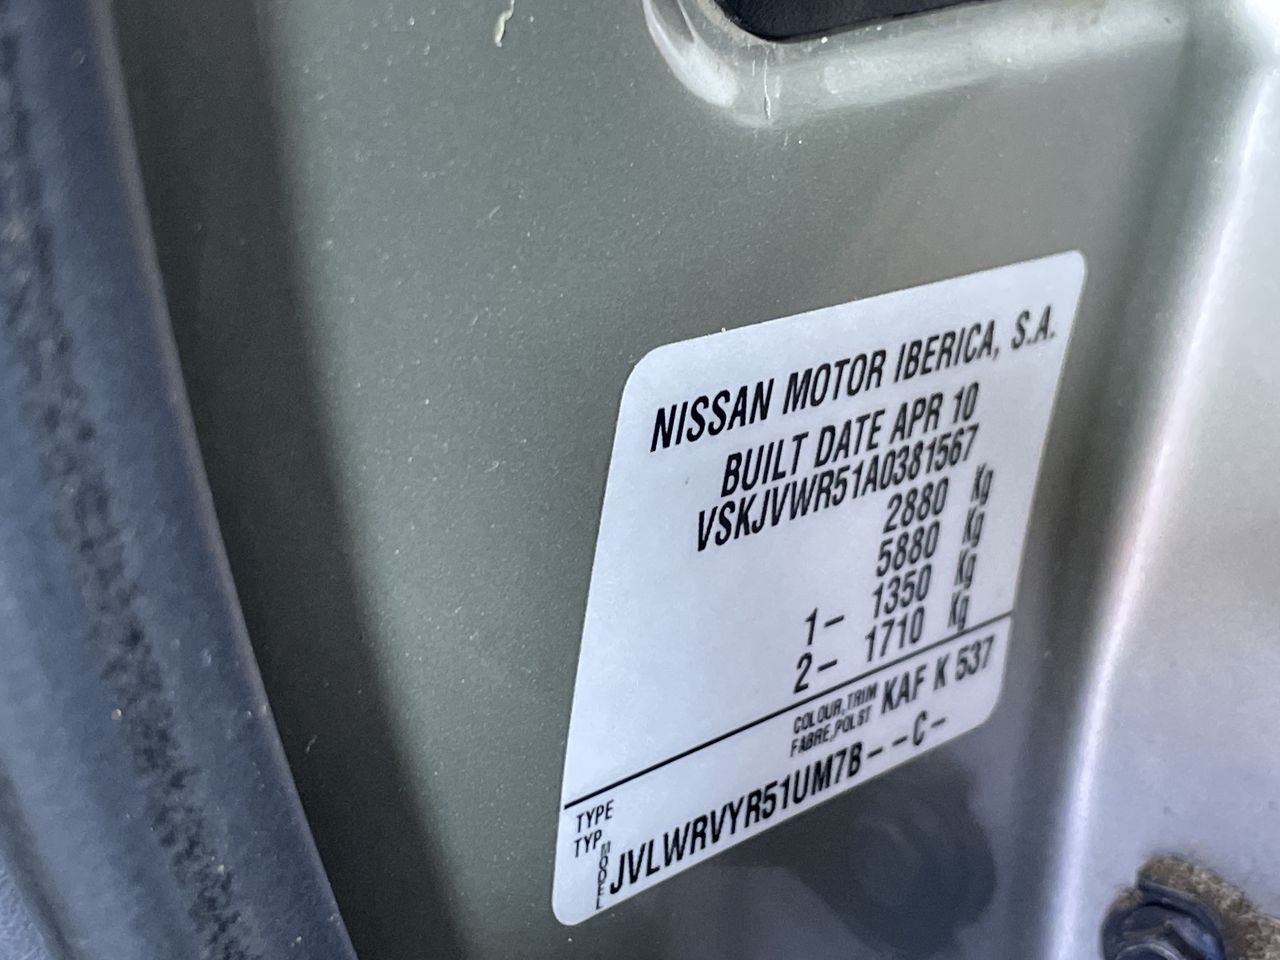 NISSAN MOTOR IBERICA, S.A.
BUILT DATE APR 10
VSKJVWR51A0381567
2880 Kg
5880 Kg
1- 1350 Kg
2- 1710 Kg
COLOUR,TRIM
FABRE,POLST KAF K 537
TYPE
TYP
MODEL JVLWRVYR51UM7B--C-